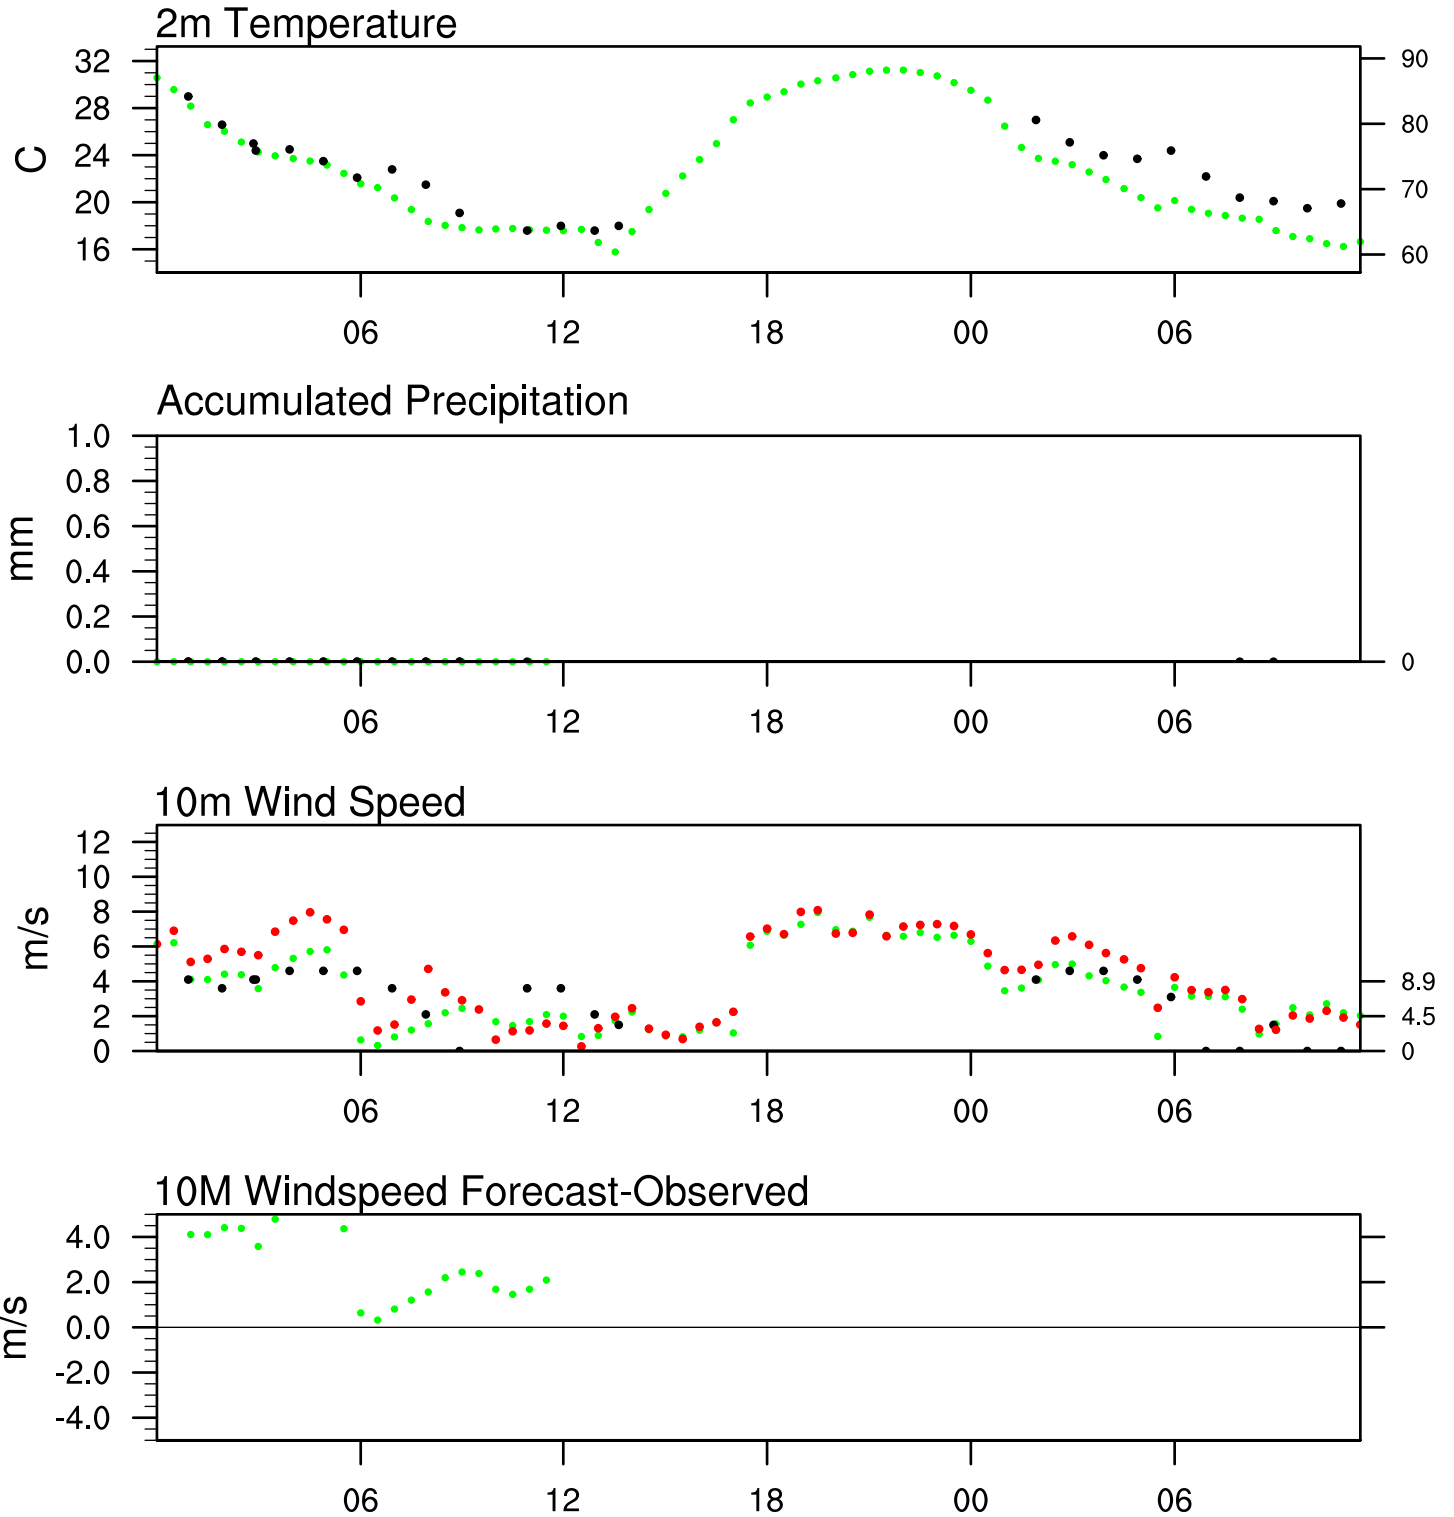 2m Temperature
32
28
24
20
16
C
90
80
70
60
06 12 18 00 06
Accumulated Precipitation
1.0
0.8
0.6
0.4
0.2
0.0
mm
0
06 12 18 00 06
10m Wind Speed
12
10
8
6
4
2
0
m/s
8.9
4.5
0
06 12 18 00 06
10M Windspeed Forecast-Observed
4.0
2.0
0.0
-2.0
-4.0
m/s
06 12 18 00 06